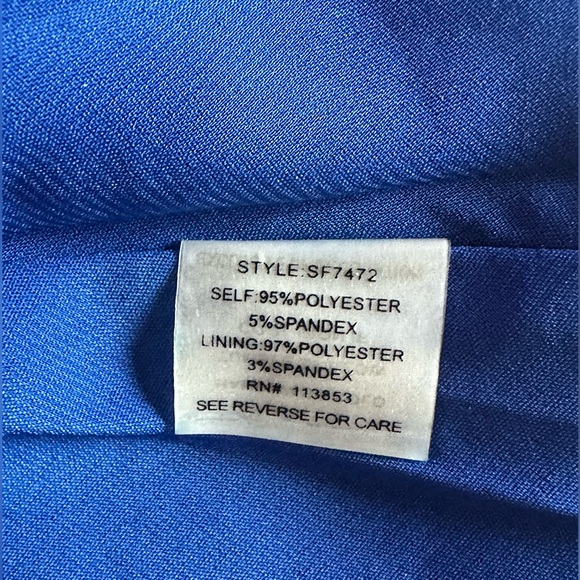 STYLE:SF7472
SELF:95%POLYESTER
5%SPANDEX
LINING:97%POLYESTER
3%SPANDEX
RN# 113853
SEE REVERSE FOR CARE